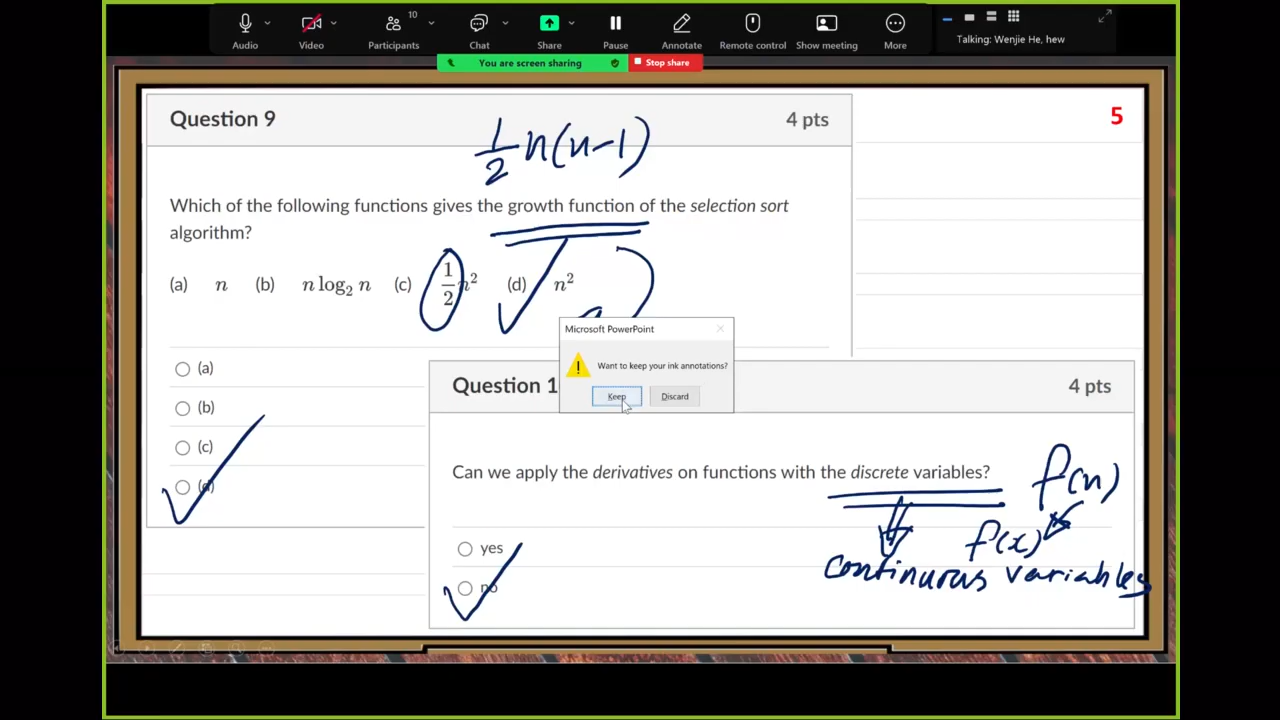 10
Audio
Video
Participants
Chat
Share
Pause
Annotate
Remote control
Show meeting
More
Talking: Wenjie He, hew
You are screen sharing
Stop share
5
Question 9
4 pts
1/2 n(n-1)
Which of the following functions gives the growth function of the selection sort
algorithm?
(a) n (b) n log₂ n (c) 1/2 n² (d) n²
(a)
(b)
(c)
(d)
Microsoft PowerPoint
Want to keep your ink annotations?
Keep
Discard
Question 1
4 pts
Can we apply the derivatives on functions with the discrete variables?
f(n)
f(x)
continuous variables
yes
no